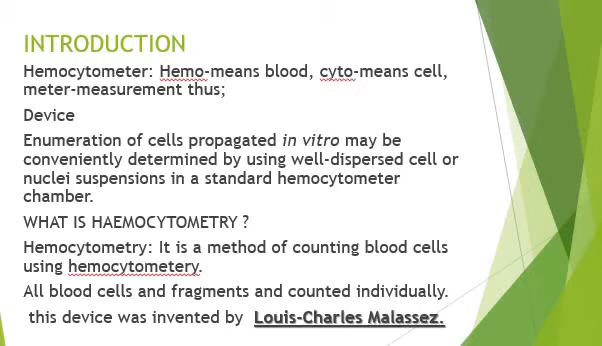 INTRODUCTION
Hemocytometer: Hemo-means blood, cyto-means cell,
meter-measurement thus;
Device
Enumeration of cells propagated in vitro may be
conveniently determined by using well-dispersed cell or
nuclei suspensions in a standard hemocytometer
chamber.
WHAT IS HAEMOCYTOMETRY ?
Hemocytometry: It is a method of counting blood cells
using hemocytometery.
All blood cells and fragments and counted individually.
this device was invented by Louis-Charles Malassez.